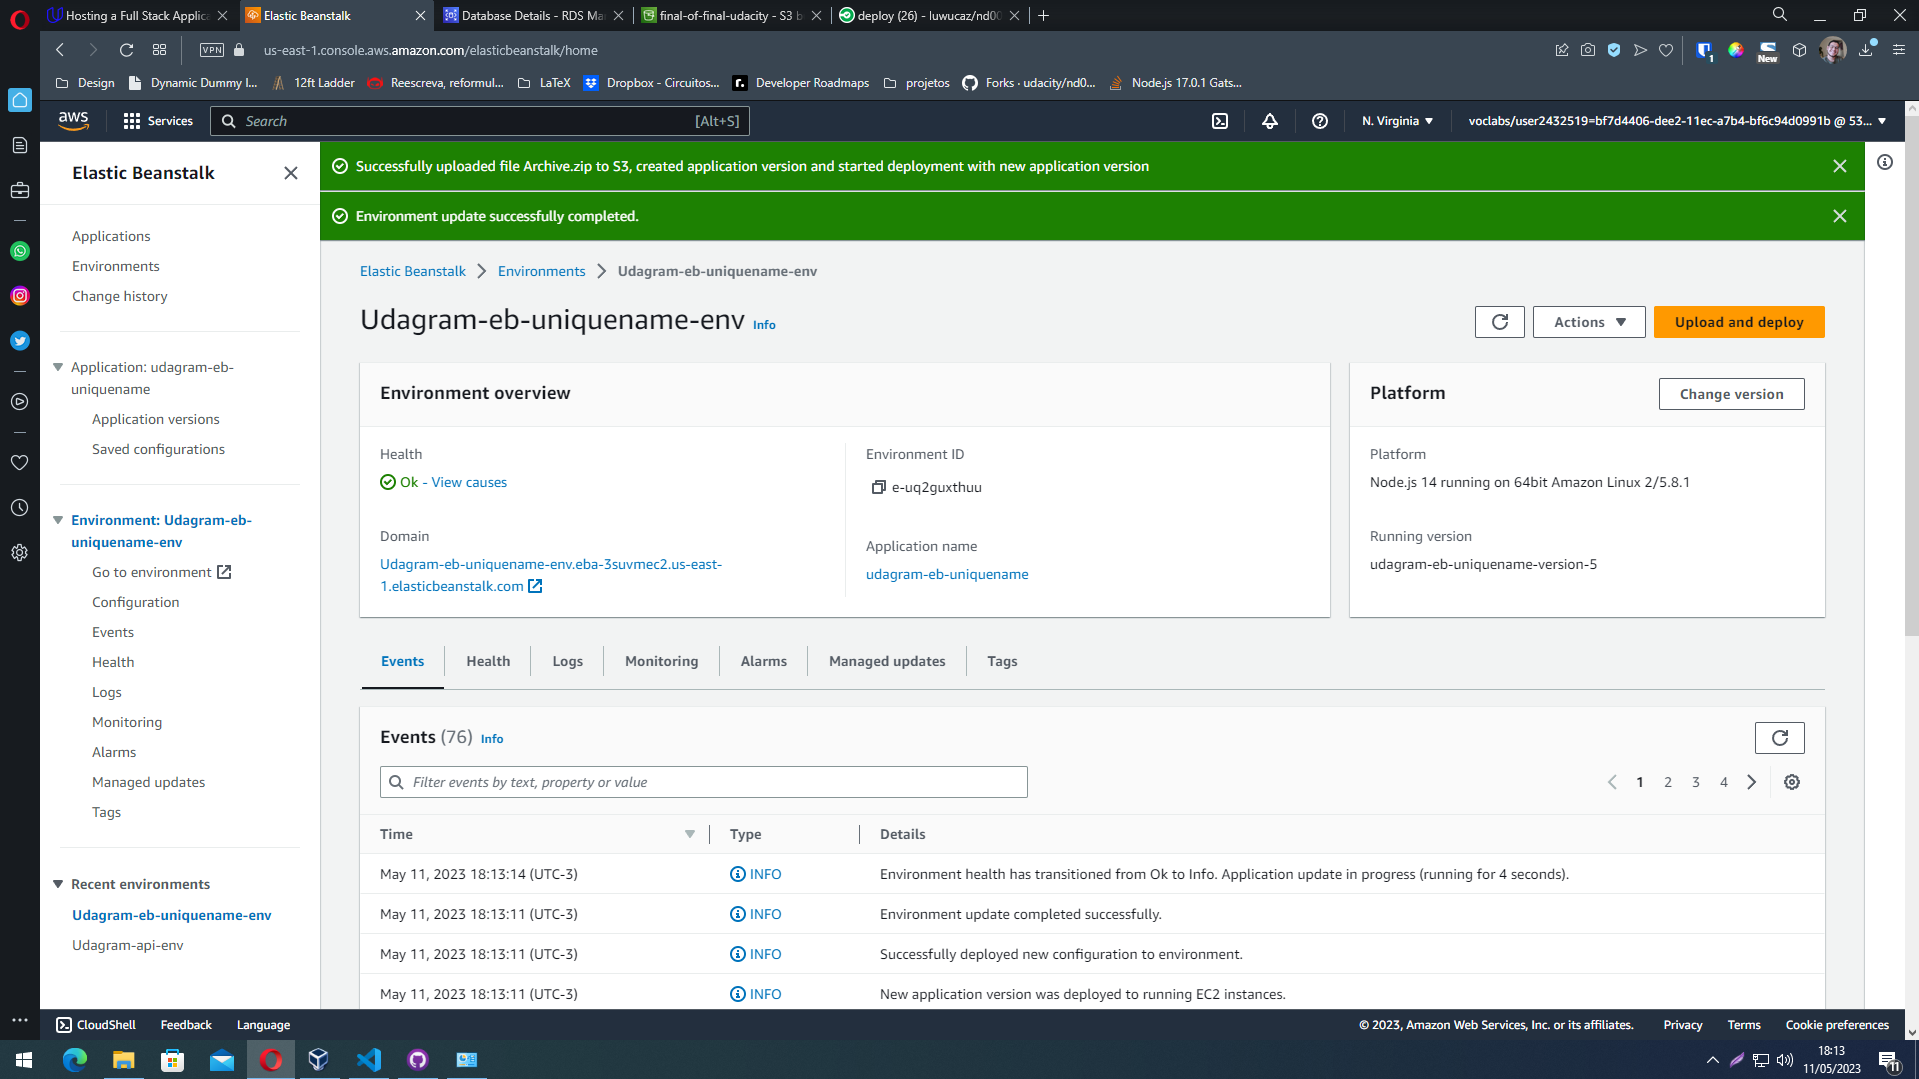 Hosting a Full Stack Applica
Elastic Beanstalk
Database Details - RDS Ma
final-of-final-udacity - S3 b
deploy (26) - luwucaz/nd00
VPN
us-east-1.console.aws.amazon.com/elasticbeanstalk/home
1
New
Design
Dynamic Dummy I...
12ft Ladder
Reescreva, reformul...
LaTeX
Dropbox - Circuitos...
Developer Roadmaps
projetos
Forks · udacity/nd0...
Node.js 17.0.1 Gats...
aws
Services
Search
[Alt+S]
N. Virginia
voclabs/user2432519=bf7d4406-dee2-11ec-a7b4-bf6c94d0991b @ 53...
Elastic Beanstalk
Applications
Environments
Change history
Application: udagram-eb-
uniquename
Application versions
Saved configurations
Environment: Udagram-eb-
uniquename-env
Go to environment
Configuration
Events
Health
Logs
Monitoring
Alarms
Managed updates
Tags
Recent environments
Udagram-eb-uniquename-env
Udagram-api-env
Successfully uploaded file Archive.zip to S3, created application version and started deployment with new application version
Environment update successfully completed.
Elastic Beanstalk
Environments
Udagram-eb-uniquename-env
Udagram-eb-uniquename-env Info
Actions
Upload and deploy
Environment overview
Health
Ok - View causes
Domain
Udagram-eb-uniquename-env.eba-3suvmec2.us-east-
1.elasticbeanstalk.com
Environment ID
e-uq2guxthuu
Application name
udagram-eb-uniquename
Platform
Change version
Platform
Node.js 14 running on 64bit Amazon Linux 2/5.8.1
Running version
udagram-eb-uniquename-version-5
Events
Health
Logs
Monitoring
Alarms
Managed updates
Tags
Events (76) Info
Filter events by text, property or value
1 2 3 4
Time Type Details
May 11, 2023 18:13:14 (UTC-3) INFO Environment health has transitioned from Ok to Info. Application update in progress (running for 4 seconds).
May 11, 2023 18:13:11 (UTC-3) INFO Environment update completed successfully.
May 11, 2023 18:13:11 (UTC-3) INFO Successfully deployed new configuration to environment.
May 11, 2023 18:13:11 (UTC-3) INFO New application version was deployed to running EC2 instances.
CloudShell
Feedback
Language
© 2023, Amazon Web Services, Inc. or its affiliates.
Privacy
Terms
Cookie preferences
18:13
11/05/2023
11